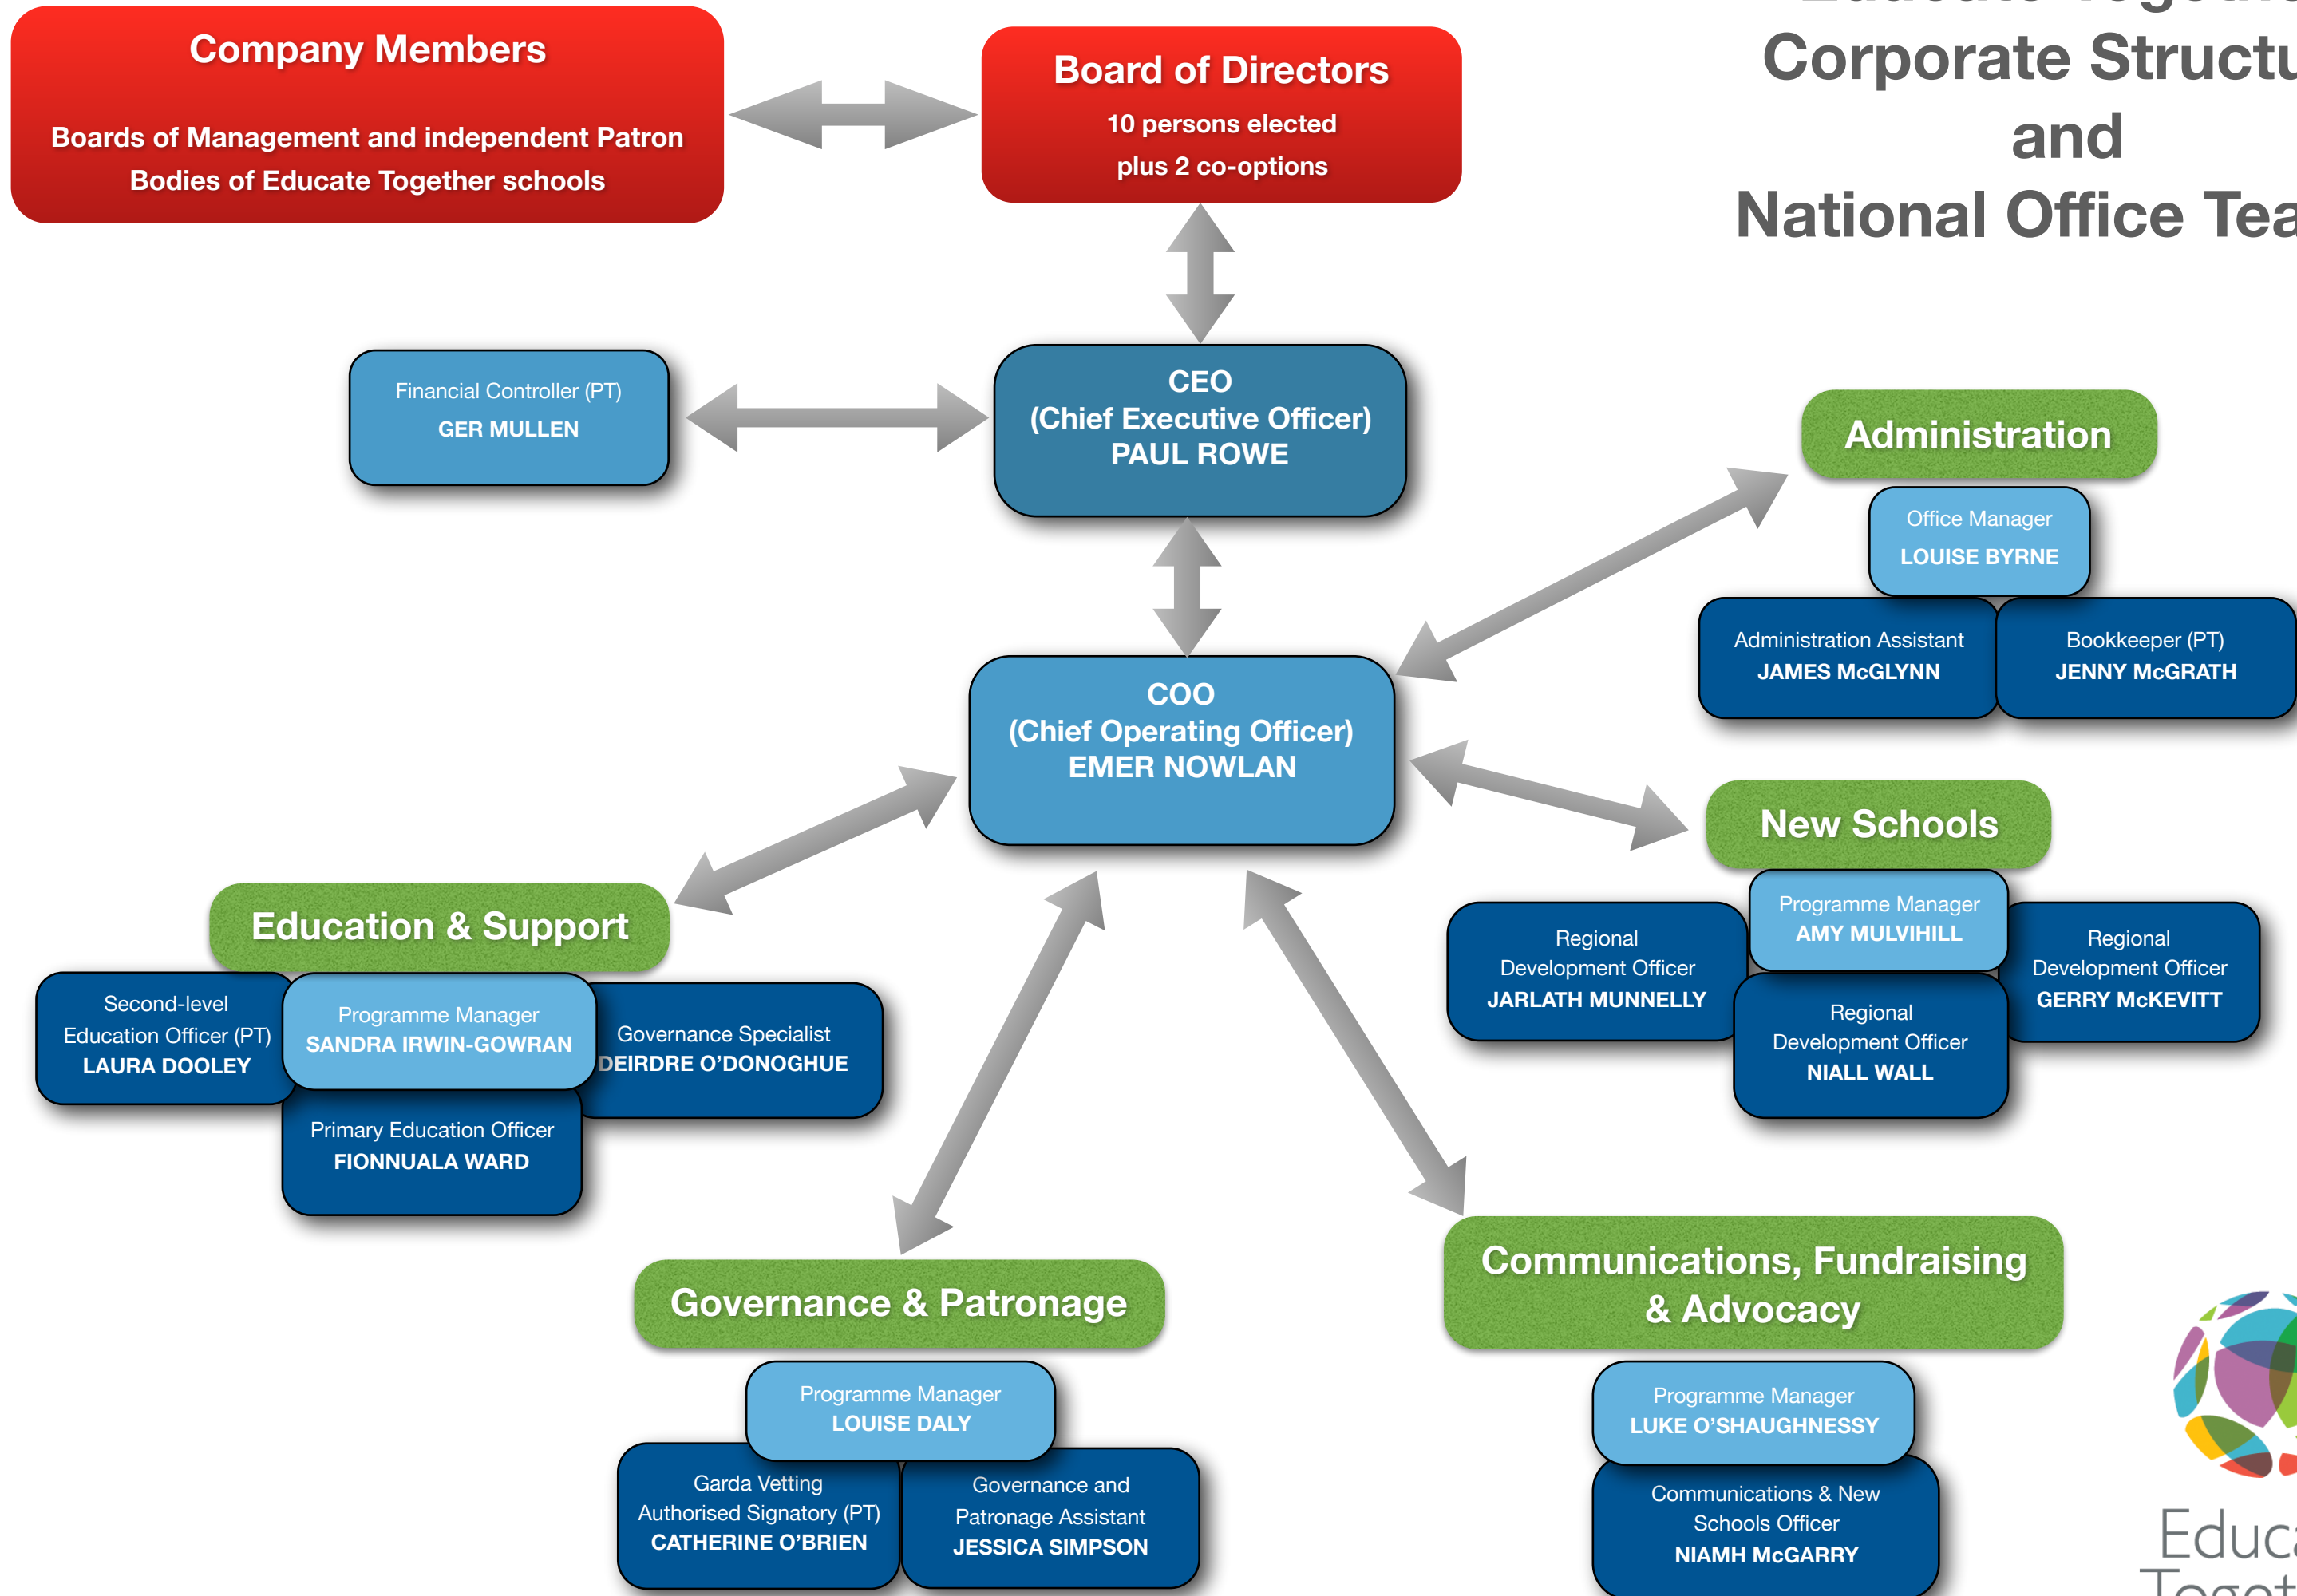 Company Members
Boards of Management and independent Patron
Bodies of Educate Together schools
Board of Directors
10 persons elected
plus 2 co-options
Corporate
and
National Office
Financial Controller (PT)
GER MULLEN
CEO
(Chief Executive Officer)
PAUL ROWE
COO
(Chief Operating Officer)
EMER NOWLAN
Administration
Office Manager
LOUISE BYRNE
Administration Assistant
JAMES McGLYNN
Bookkeeper (PT)
JENNY McGRATH
New Schools
Programme Manager
AMY MULVIHILL
Regional
Development Officer
JARLATH MUNNELLY
Regional
Development Officer
NIALL WALL
Regional
Development Officer
GERRY McKEVITT
Education & Support
Second-level
Education Officer (PT)
LAURA DOOLEY
Programme Manager
SANDRA IRWIN-GOWRAN
Governance Specialist
DEIRDRE O'DONOGHUE
Primary Education Officer
FIONNUALA WARD
Governance & Patronage
Programme Manager
LOUISE DALY
Garda Vetting
Authorised Signatory (PT)
CATHERINE O'BRIEN
Governance and
Patronage Assistant
JESSICA SIMPSON
Communications, Fundraising
& Advocacy
Programme Manager
LUKE O'SHAUGHNESSY
Communications & New
Schools Officer
NIAMH McGARRY